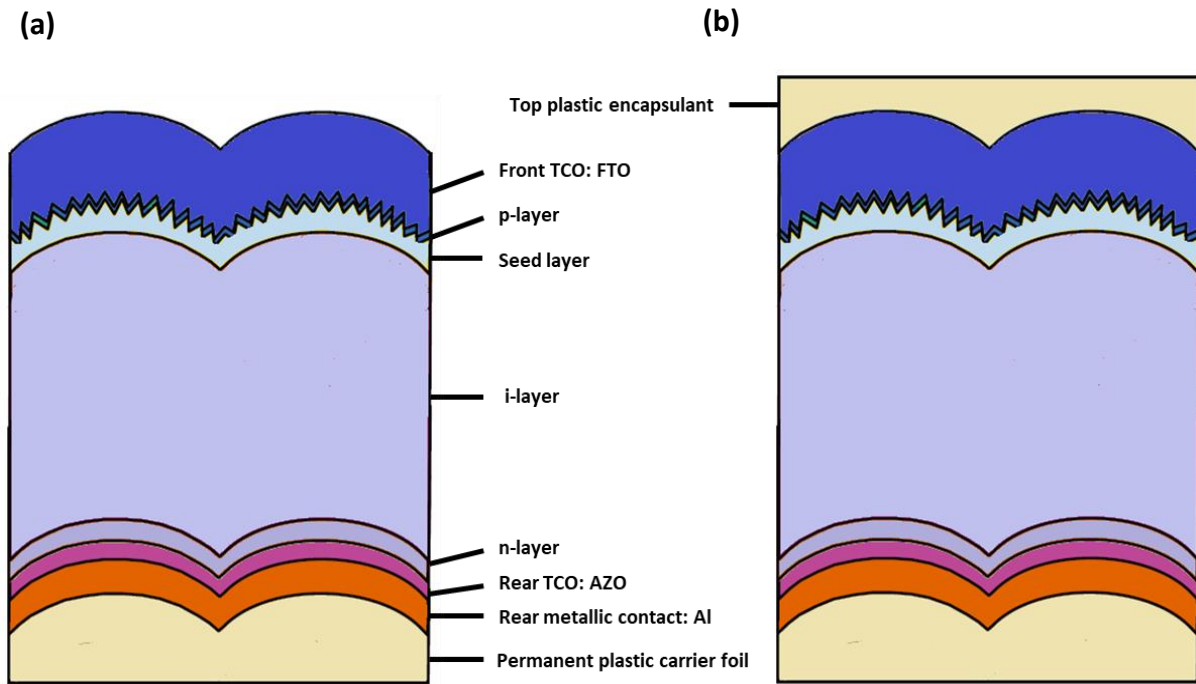 (a)
(b)
Top plastic encapsulant
Front TCO: FTO
p-layer
Seed layer
i-layer
n-layer
Rear TCO: AZO
Rear metallic contact: Al
Permanent plastic carrier foil